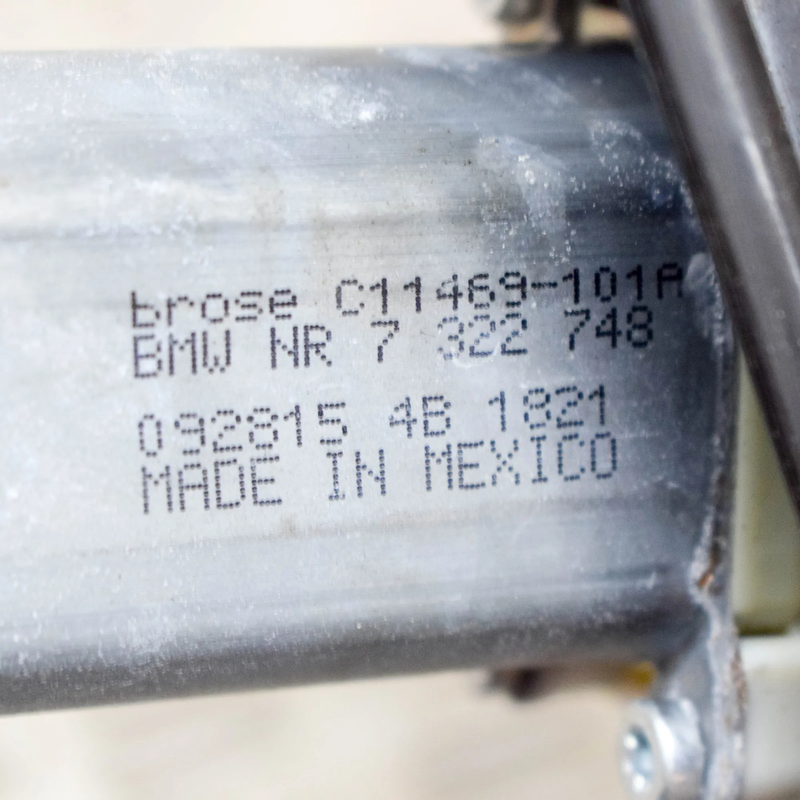 brose C11469-101A
BMW NR 7 322 748
092815 4B 1821
MADE IN MEXICO